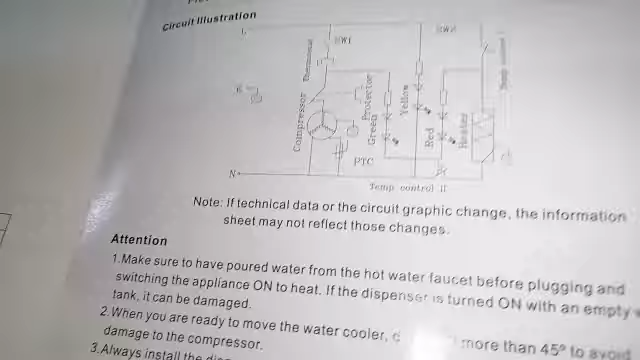 Circuit Illustration
L
SW1
Thermostat
Compressor
Protector
Green
Yellow
Red
Heater
PTC
N
Temp control II
Note: If technical data or the circuit graphic change, the information
sheet may not reflect those changes.
Attention
1.Make sure to have poured water from the hot water faucet before plugging and
switching the appliance ON to heat. If the dispenser is turned ON with an empty
tank, it can be damaged.
2.When you are ready to move the water cooler, more than 45° to avoid
damage to the compressor.
3.Always install the